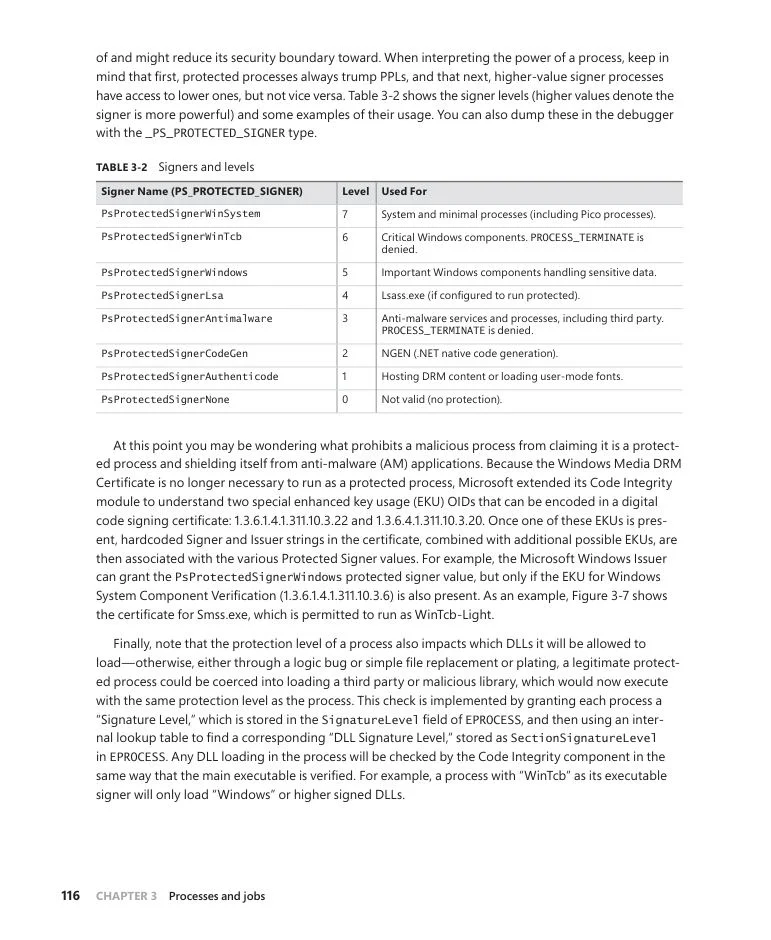 of and might reduce its security boundary toward. When interpreting the power of a process, keep in
mind that first, protected processes always trump PPLs, and that next, higher-value signer processes
have access to lower ones, but not vice versa. Table 3-2 shows the signer levels (higher values denote the
signer is more powerful) and some examples of their usage. You can also dump these in the debugger
with the _PS_PROTECTED_SIGNER type.
TABLE 3-2 Signers and levels
Signer Name (PS_PROTECTED_SIGNER) Level Used For
PsProtectedSignerWinSystem 7 System and minimal processes (including Pico processes).
PsProtectedSignerWinTcb 6 Critical Windows components. PROCESS_TERMINATE is
denied.
PsProtectedSignerWindows 5 Important Windows components handling sensitive data.
PsProtectedSignerLsa 4 Lsass.exe (if configured to run protected).
PsProtectedSignerAntimalware 3 Anti-malware services and processes, including third party.
PROCESS_TERMINATE is denied.
PsProtectedSignerCodeGen 2 NGEN (.NET native code generation).
PsProtectedSignerAuthenticode 1 Hosting DRM content or loading user-mode fonts.
PsProtectedSignerNone 0 Not valid (no protection).
At this point you may be wondering what prohibits a malicious process from claiming it is a protect-
ed process and shielding itself from anti-malware (AM) applications. Because the Windows Media DRM
Certificate is no longer necessary to run as a protected process, Microsoft extended its Code Integrity
module to understand two special enhanced key usage (EKU) OIDs that can be encoded in a digital
code signing certificate: 1.3.6.1.4.1.311.10.3.22 and 1.3.6.4.1.311.10.3.20. Once one of these EKUs is pres-
ent, hardcoded Signer and Issuer strings in the certificate, combined with additional possible EKUs, are
then associated with the various Protected Signer values. For example, the Microsoft Windows Issuer
can grant the PsProtectedSignerWindows protected signer value, but only if the EKU for Windows
System Component Verification (1.3.6.1.4.1.311.10.3.6) is also present. As an example, Figure 3-7 shows
the certificate for Smss.exe, which is permitted to run as WinTcb-Light.
Finally, note that the protection level of a process also impacts which DLLs it will be allowed to
load—otherwise, either through a logic bug or simple file replacement or plating, a legitimate protect-
ed process could be coerced into loading a third party or malicious library, which would now execute
with the same protection level as the process. This check is implemented by granting each process a
“Signature Level,” which is stored in the SignatureLevel field of EPROCESS, and then using an inter-
nal lookup table to find a corresponding “DLL Signature Level,” stored as SectionSignatureLevel
in EPROCESS. Any DLL loading in the process will be checked by the Code Integrity component in the
same way that the main executable is verified. For example, a process with “WinTcb” as its executable
signer will only load “Windows” or higher signed DLLs.
116 CHAPTER 3 Processes and jobs